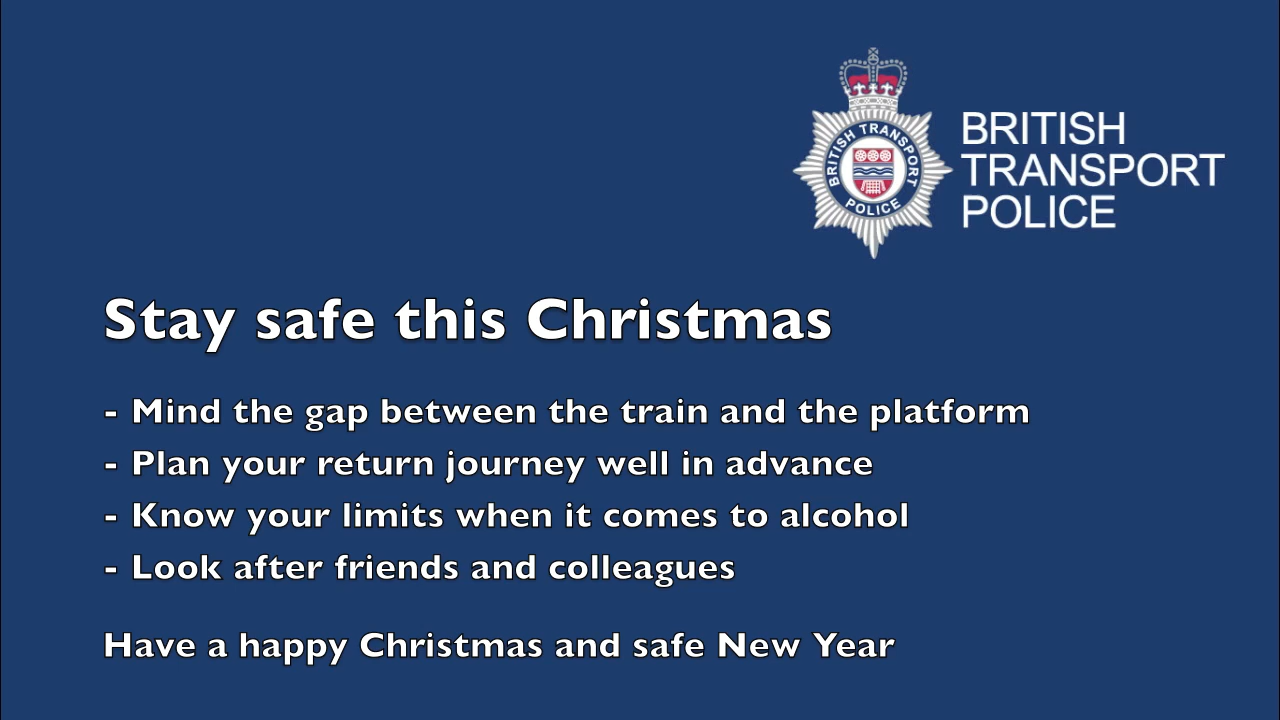 BRITISH TRANSPORT
POLICE
BRITISH
TRANSPORT
POLICE
Stay safe this Christmas
- Mind the gap between the train and the platform
- Plan your return journey well in advance
- Know your limits when it comes to alcohol
- Look after friends and colleagues
Have a happy Christmas and safe New Year